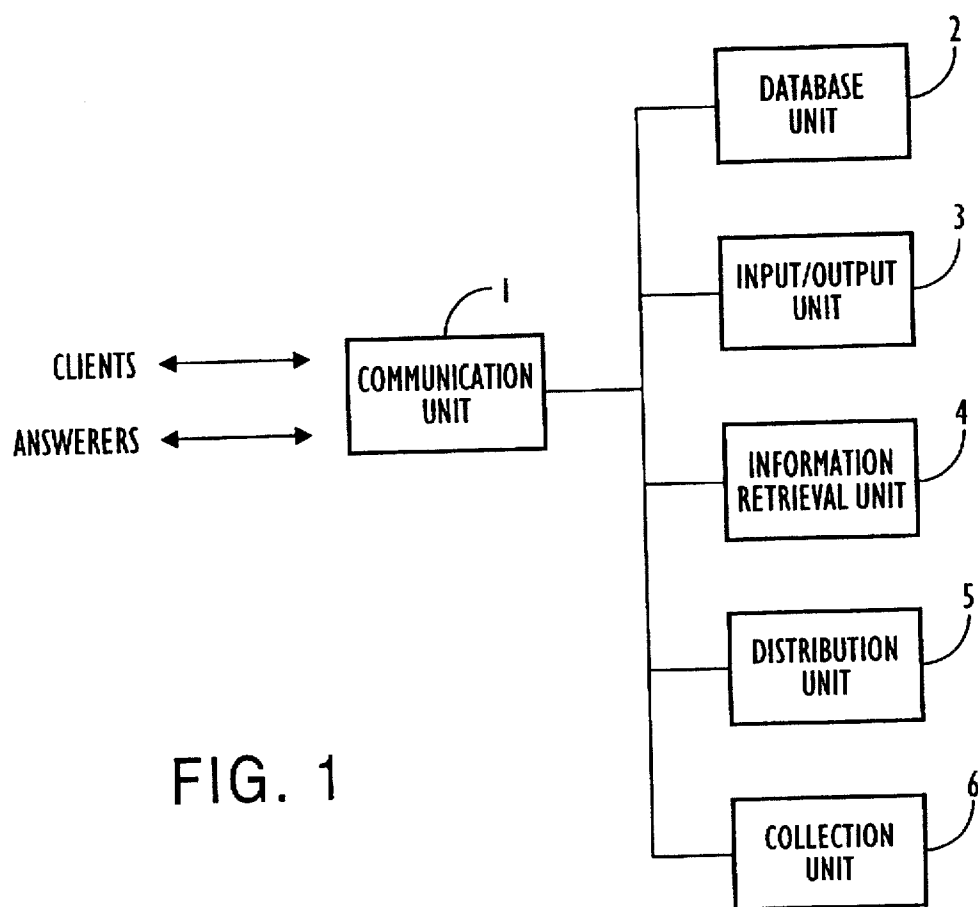 2
DATABASE
UNIT
3
INPUT/OUTPUT
UNIT
1
CLIENTS
COMMUNICATION
UNIT
ANSWERERS
4
INFORMATION
RETRIEVAL UNIT
5
DISTRIBUTION
UNIT
FIG. 1
6
COLLECTION
UNIT